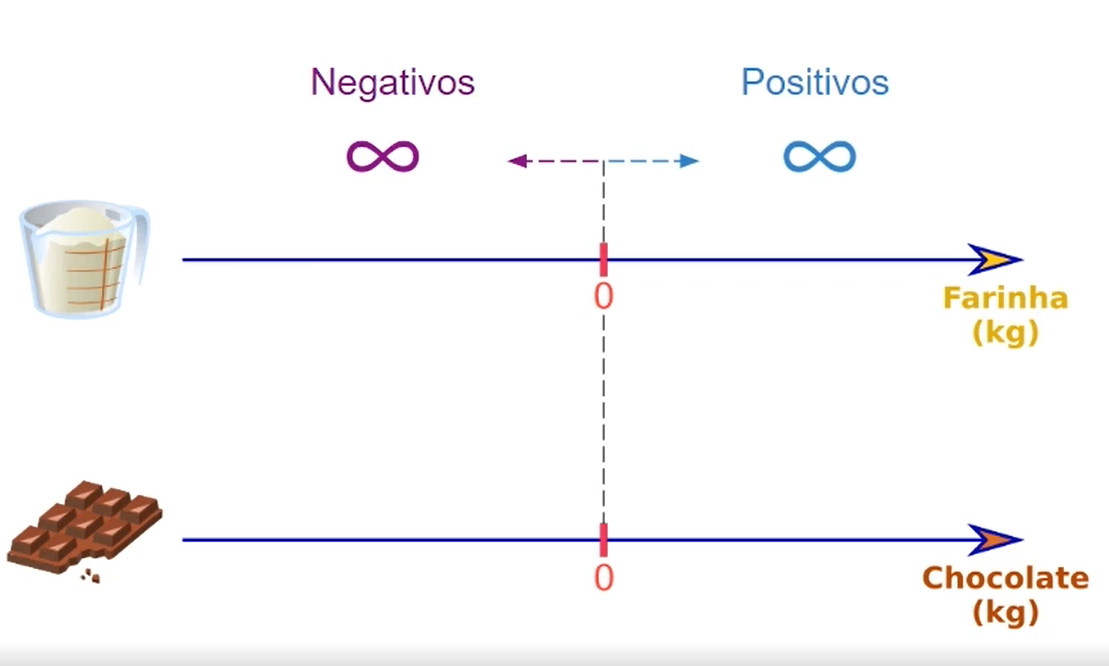 Negativos
Positivos
∞
∞
0
Farinha
(kg)
0
Chocolate
(kg)